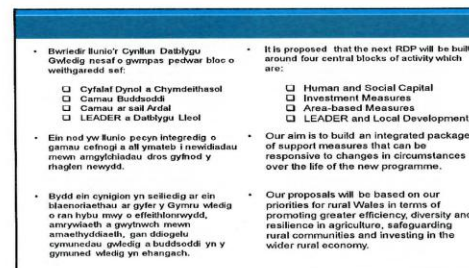 Bwriedir llunio'r Cynllun Datblygu
Gwledig nesaf o gwmpas pedwar bloc o
weithgaredd sef:
Cyfalaf Dynol a Chymdeithasol
Camau Buddsoddi
Camau ar sail Ardal
LEADER a Datblygu Lleol
Ein nod yw llunio pecyn integredig o
gamau cefnogi a all ymateb i newidiadau
mewn amgylchiadau dros gyfnod y
rhaglen newydd.
Bydd ein cynigion yn seiliedig ar ein
blaenoriaethau ar gyfer y Gymru wledig
o ran hybu mwy o effeithlonrwydd,
amrywiaeth a gwytnwch mewn
amaethyddiaeth, gan ddiogelu
cymunedau gwledig a buddsoddi yn y
gymuned wledig yn ehangach.
It is proposed that the next RDP will be built
around four central blocks of activity which
are:
Human and Social Capital
Investment Measures
Area-based Measures
LEADER and Local Development
Our aim is to build an integrated package
of support measures that can be
responsive to changes in circumstances
over the life of the new programme.
Our proposals will be based on our
priorities for rural Wales in terms of
promoting greater efficiency, diversity and
resilience in agriculture, safeguarding
rural communities and investing in the
wider rural economy.